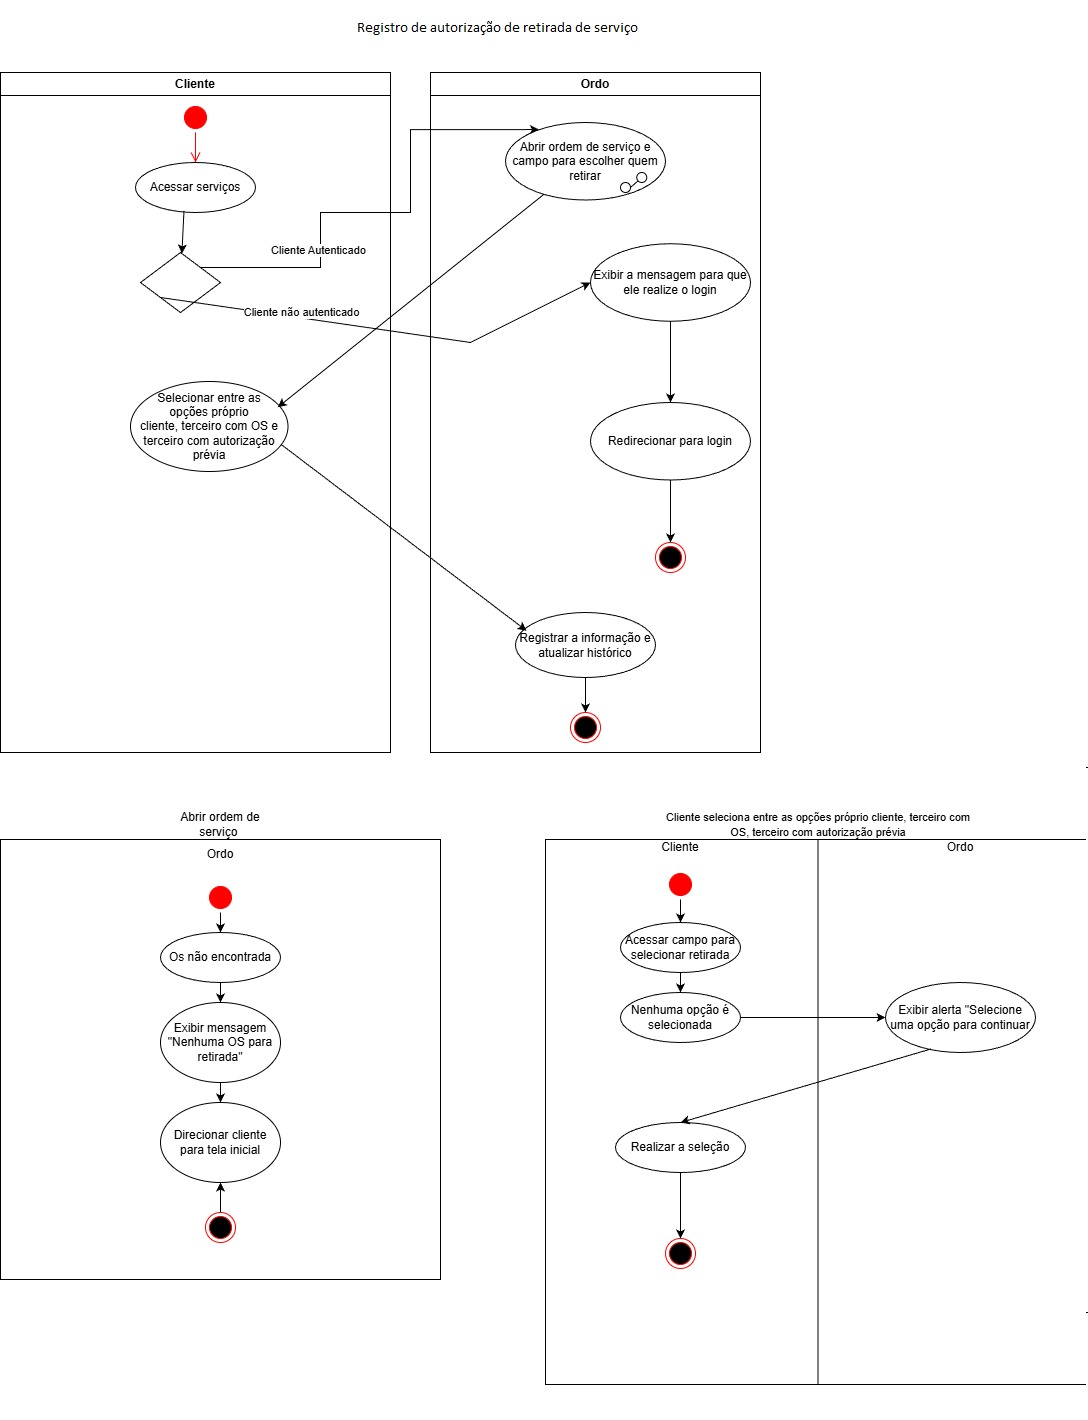 Registro de autorização de retirada de serviço
Cliente
Ordo
Acessar serviços
Abrir ordem de serviço e
campo para escolher quem
retirar
Cliente Autenticado
Cliente não autenticado
Exibir a mensagem para que
ele realize o login
Selecionar entre as
opções próprio
cliente, terceiro com OS e
terceiro com autorização
prévia
Redirecionar para login
Registrar a informação e
atualizar histórico
Abrir ordem de
serviço
Ordo
Os não encontrada
Exibir mensagem
"Nenhuma OS para
retirada"
Direcionar cliente
para tela inicial
Cliente seleciona entre as opções próprio cliente, terceiro com
OS, terceiro com autorização prévia
Cliente
Ordo
Acessar campo para
selecionar retirada
Nenhuma opção é
selecionada
Exibir alerta "Selecione
uma opção para continuar
Realizar a seleção